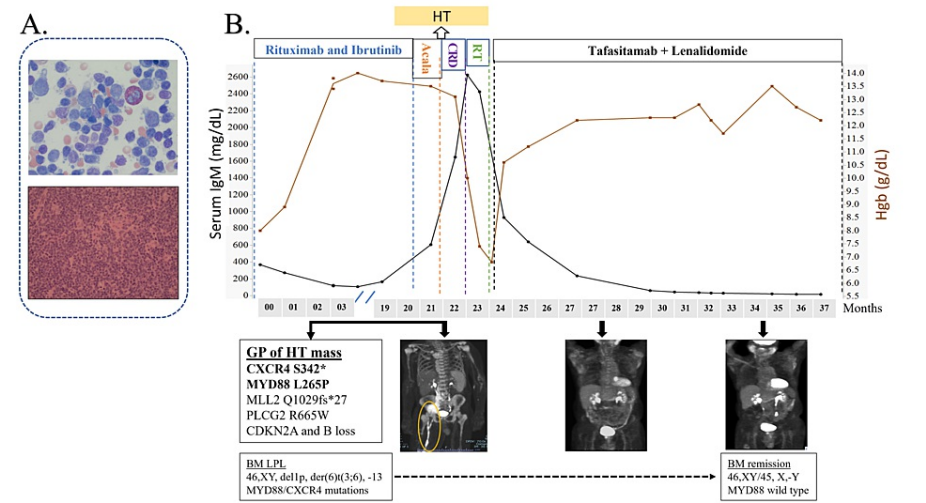 A.
B.
HT
Rituximab and Ibrutinib
Acala
CRD
RT
Tafasitamab + Lenalidomide
Serum IgM (mg/dL)
2600
2400
2200
2000
1800
1600
1400
1200
1000
800
600
400
200
0
14.0
13.5
13.0
12.5
12.0
11.5
11.0
10.5
10.0
9.5
9.0
8.5
8.0
7.5
7.0
6.5
6.0
5.5
Hgb (g/dL)
00 01 02 03 19 20 21 22 23 24 25 26 27 27 28 29 30 31 32 35 36 37 Months
GP of HT mass
CXCR4 S342*
MYD88 L265P
MLL2 Q1029fs*27
PLCG2 R665W
CDKN2A and B loss
BM LPL
46,XY, del1p, der(6)t(3;6), -13
MYD88/CXCR4 mutations
BM remission
46,XY/45, X,-Y
MYD88 wild type